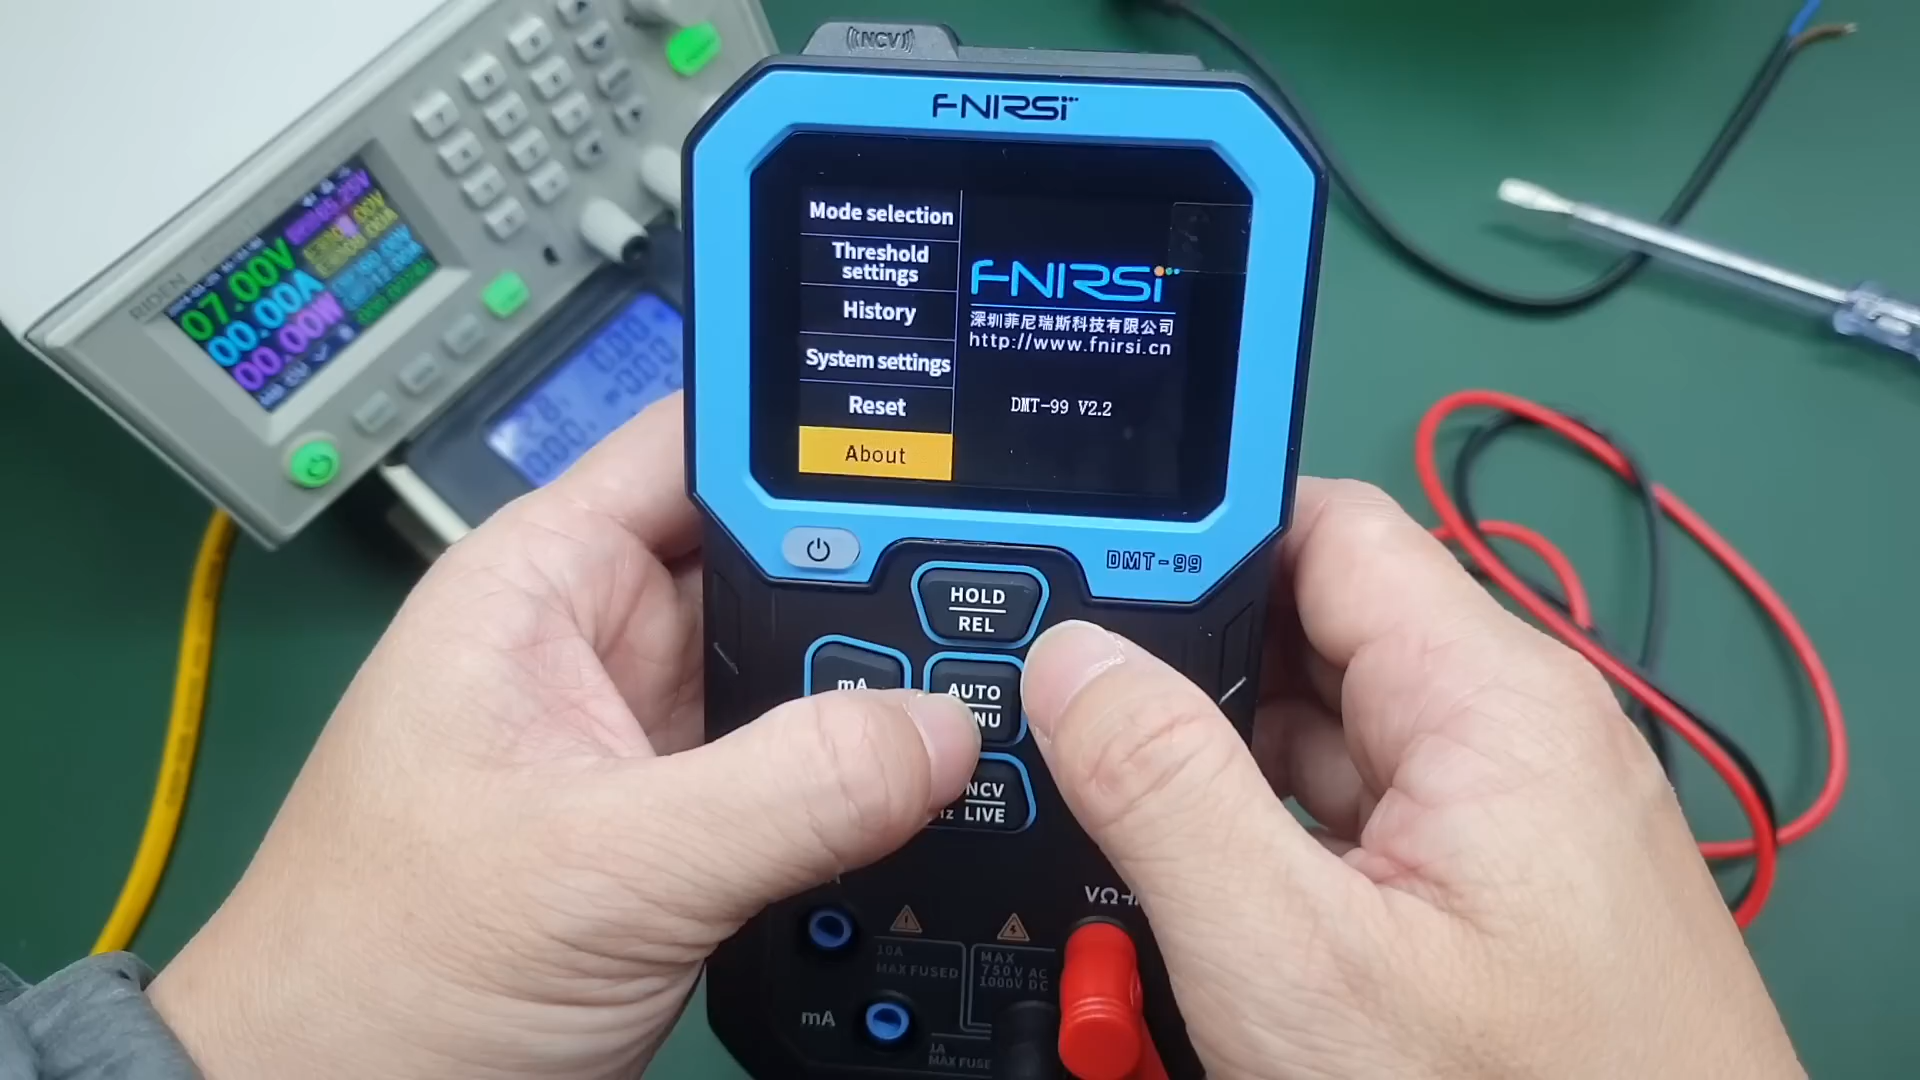 NCV
FNIRSI
Mode selection
Threshold
settings
History
System settings
Reset
About
FNIRSI
深圳菲尼瑞斯科技有限公司
http://www.fnirsi.cn
DMT-99 V2.2
DMT-99
HOLD
REL
mA
AUTO
NU
NCV
Hz LIVE
VΩ
10A
MAX FUSED
MAX
750V AC
1000V DC
mA
1A
MAX FUSE
RIDEN
07.00V
00.00A
00.00W